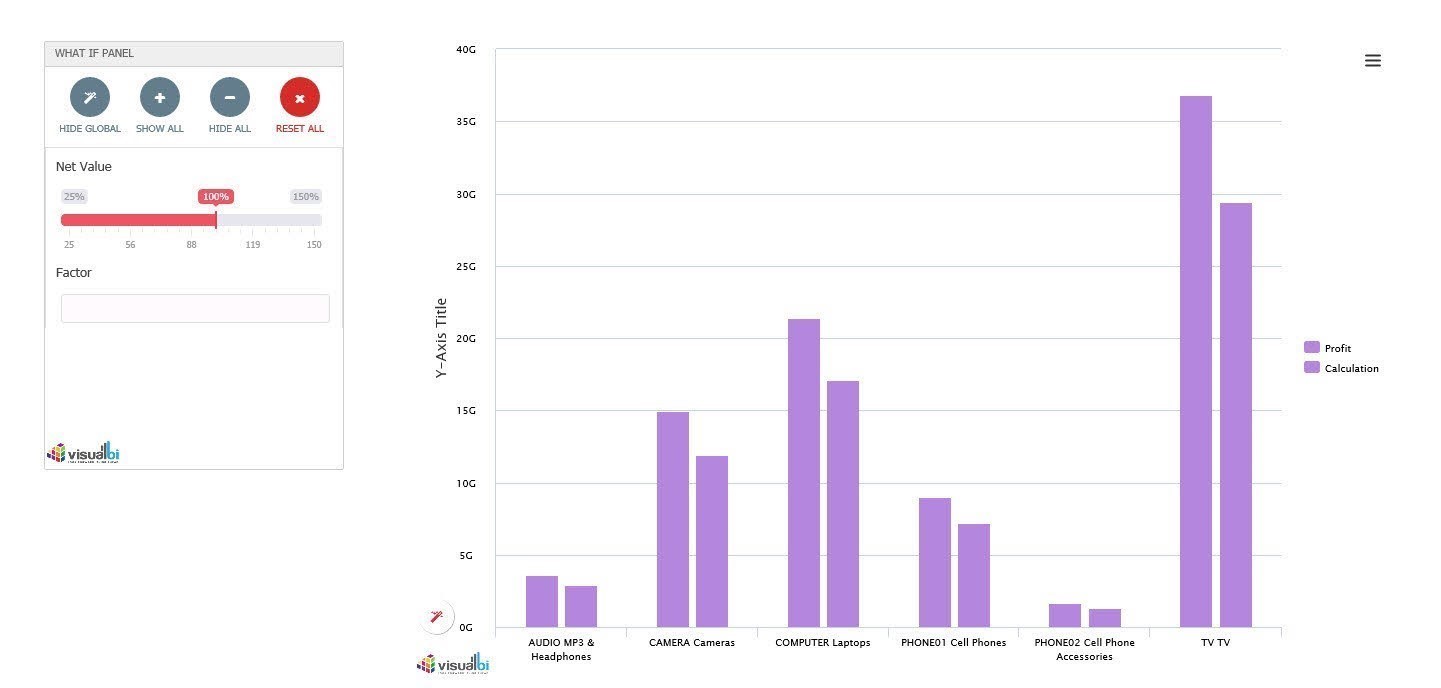 WHAT IF PANEL
HIDE GLOBAL SHOW ALL HIDE ALL RESET ALL
Net Value
25% 100% 150%
25 56 88 119 150
Factor
visualbi
40G
35G
30G
25G
20G
15G
10G
5G
0G
Y-Axis Title
AUDIO MP3 &
Headphones
CAMERA Cameras
COMPUTER Laptops
PHONE01 Cell Phones
PHONE02 Cell Phone
Accessories
TV TV
Profit
Calculation
visualbi